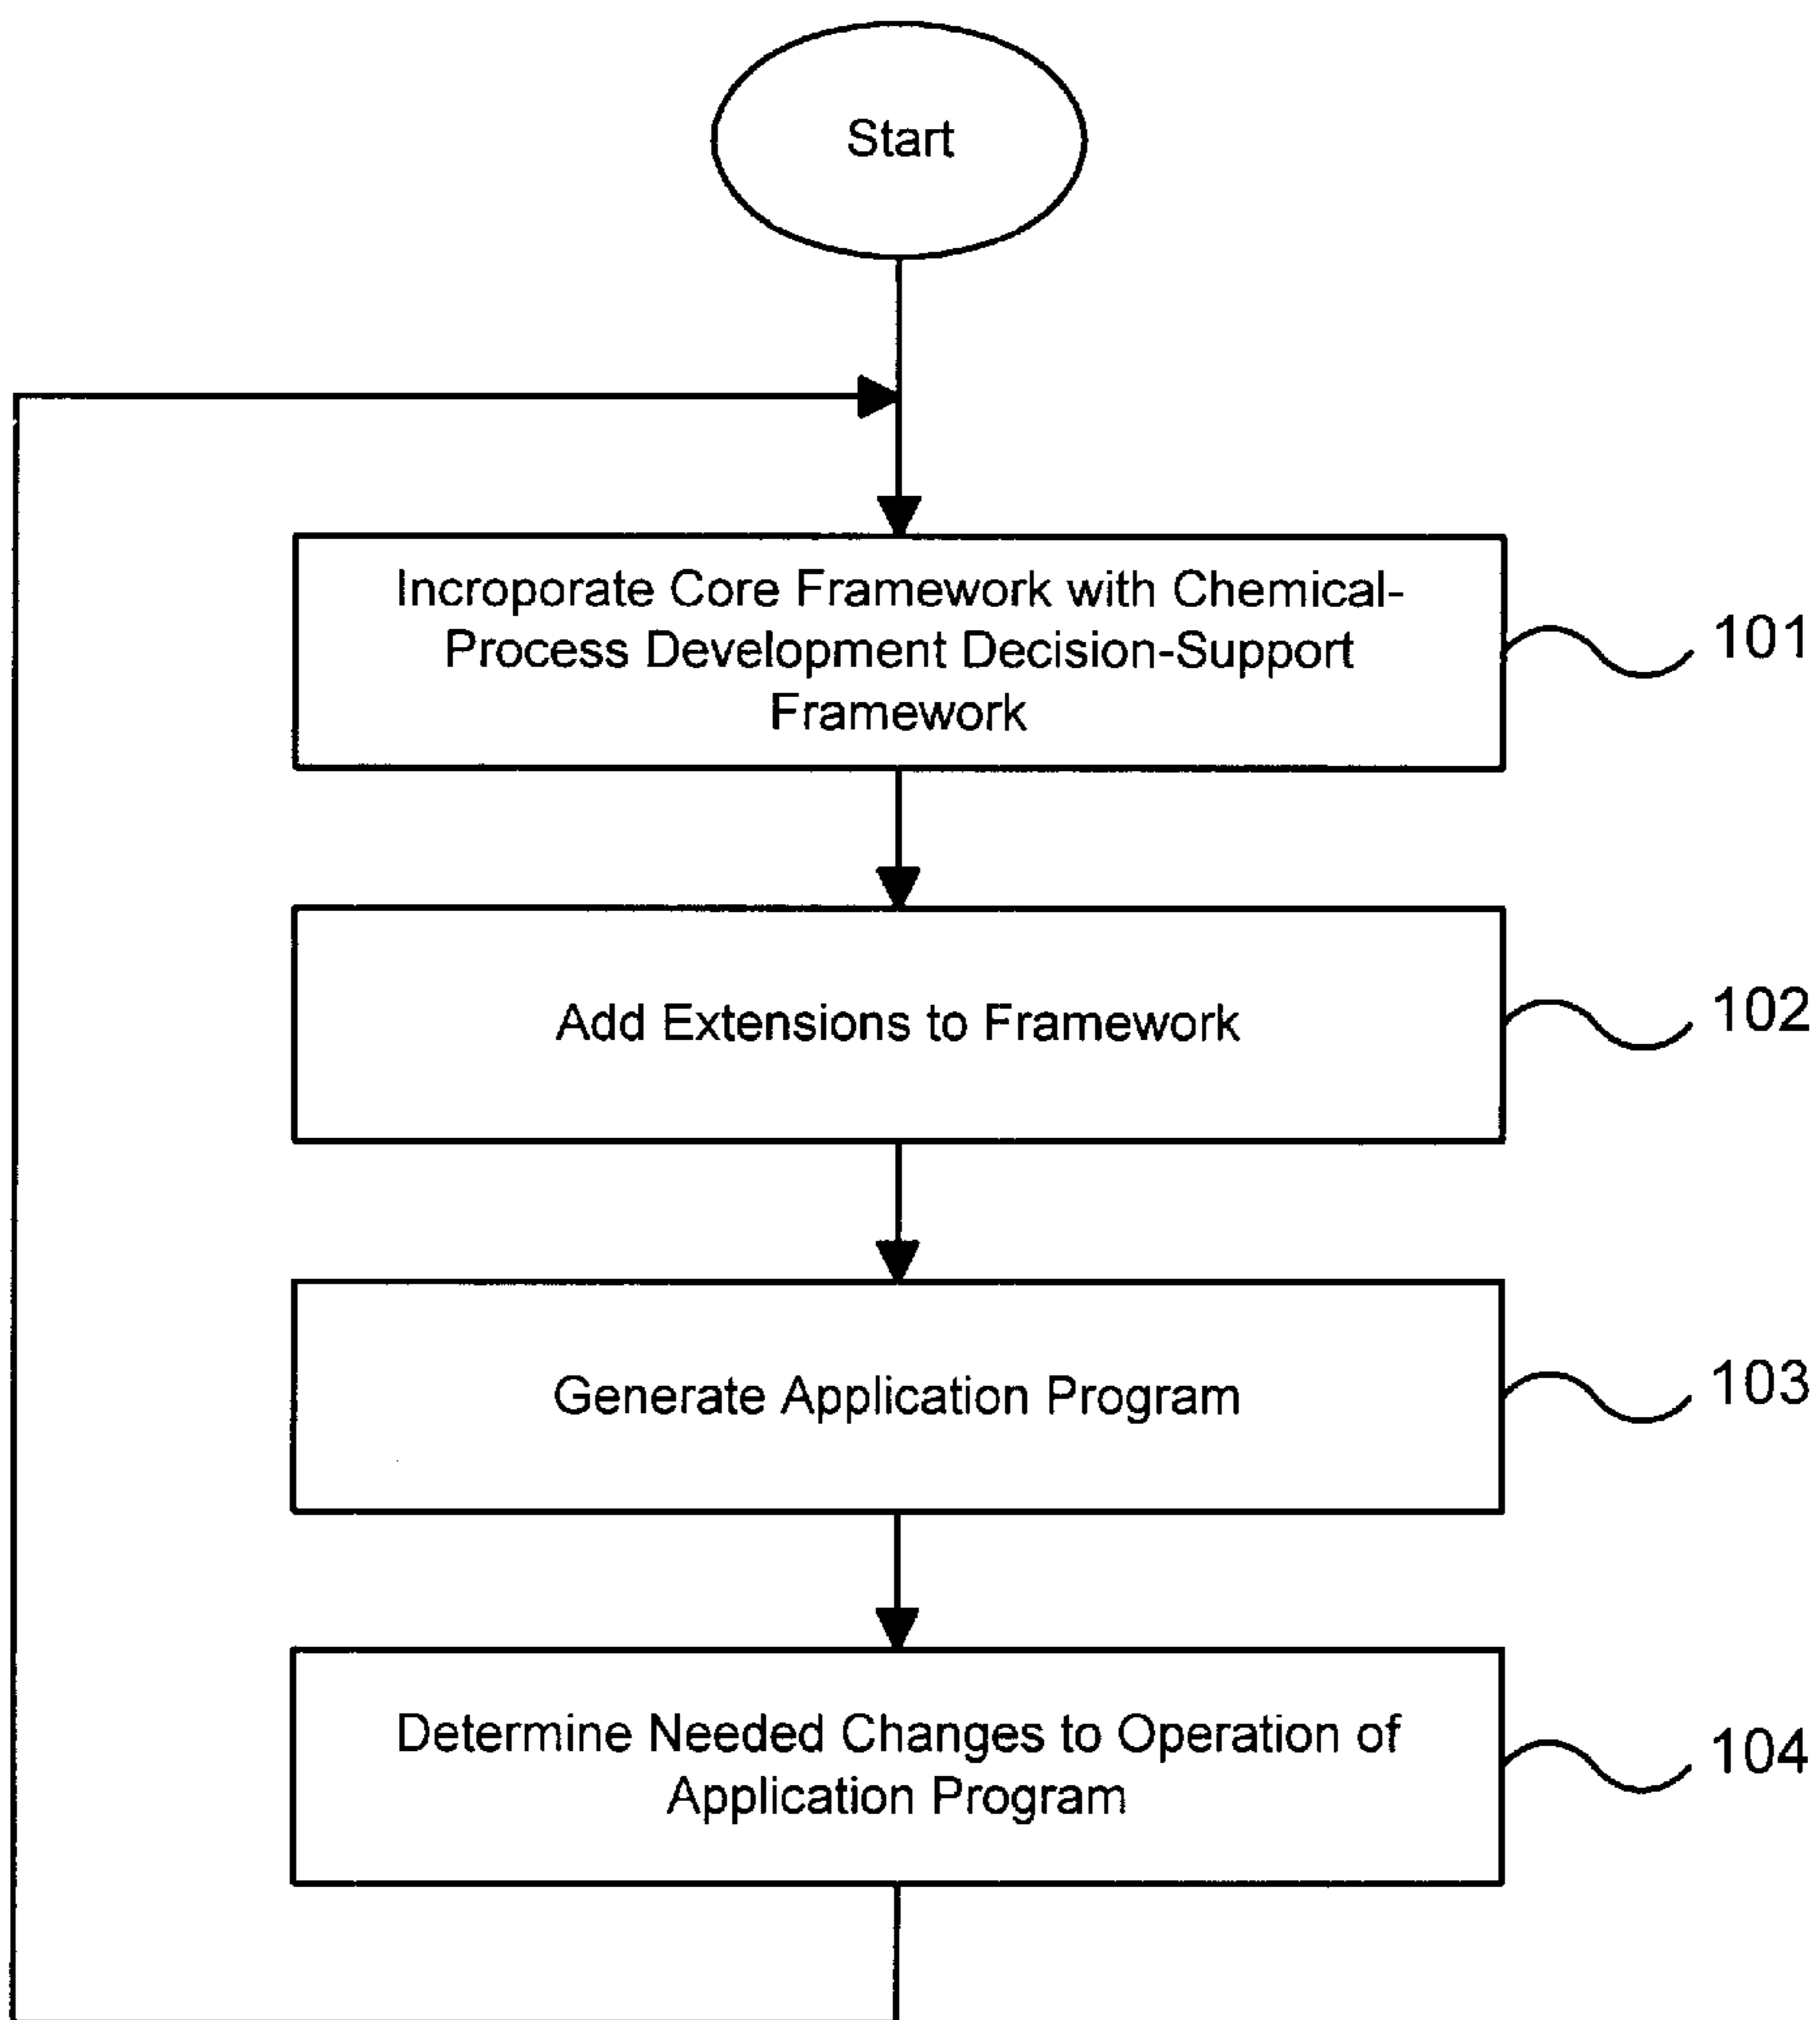 Start
Incroporate Core Framework with Chemical-
Process Development Decision-Support
Framework
101
Add Extensions to Framework
102
Generate Application Program
103
Determine Needed Changes to Operation of
Application Program
104